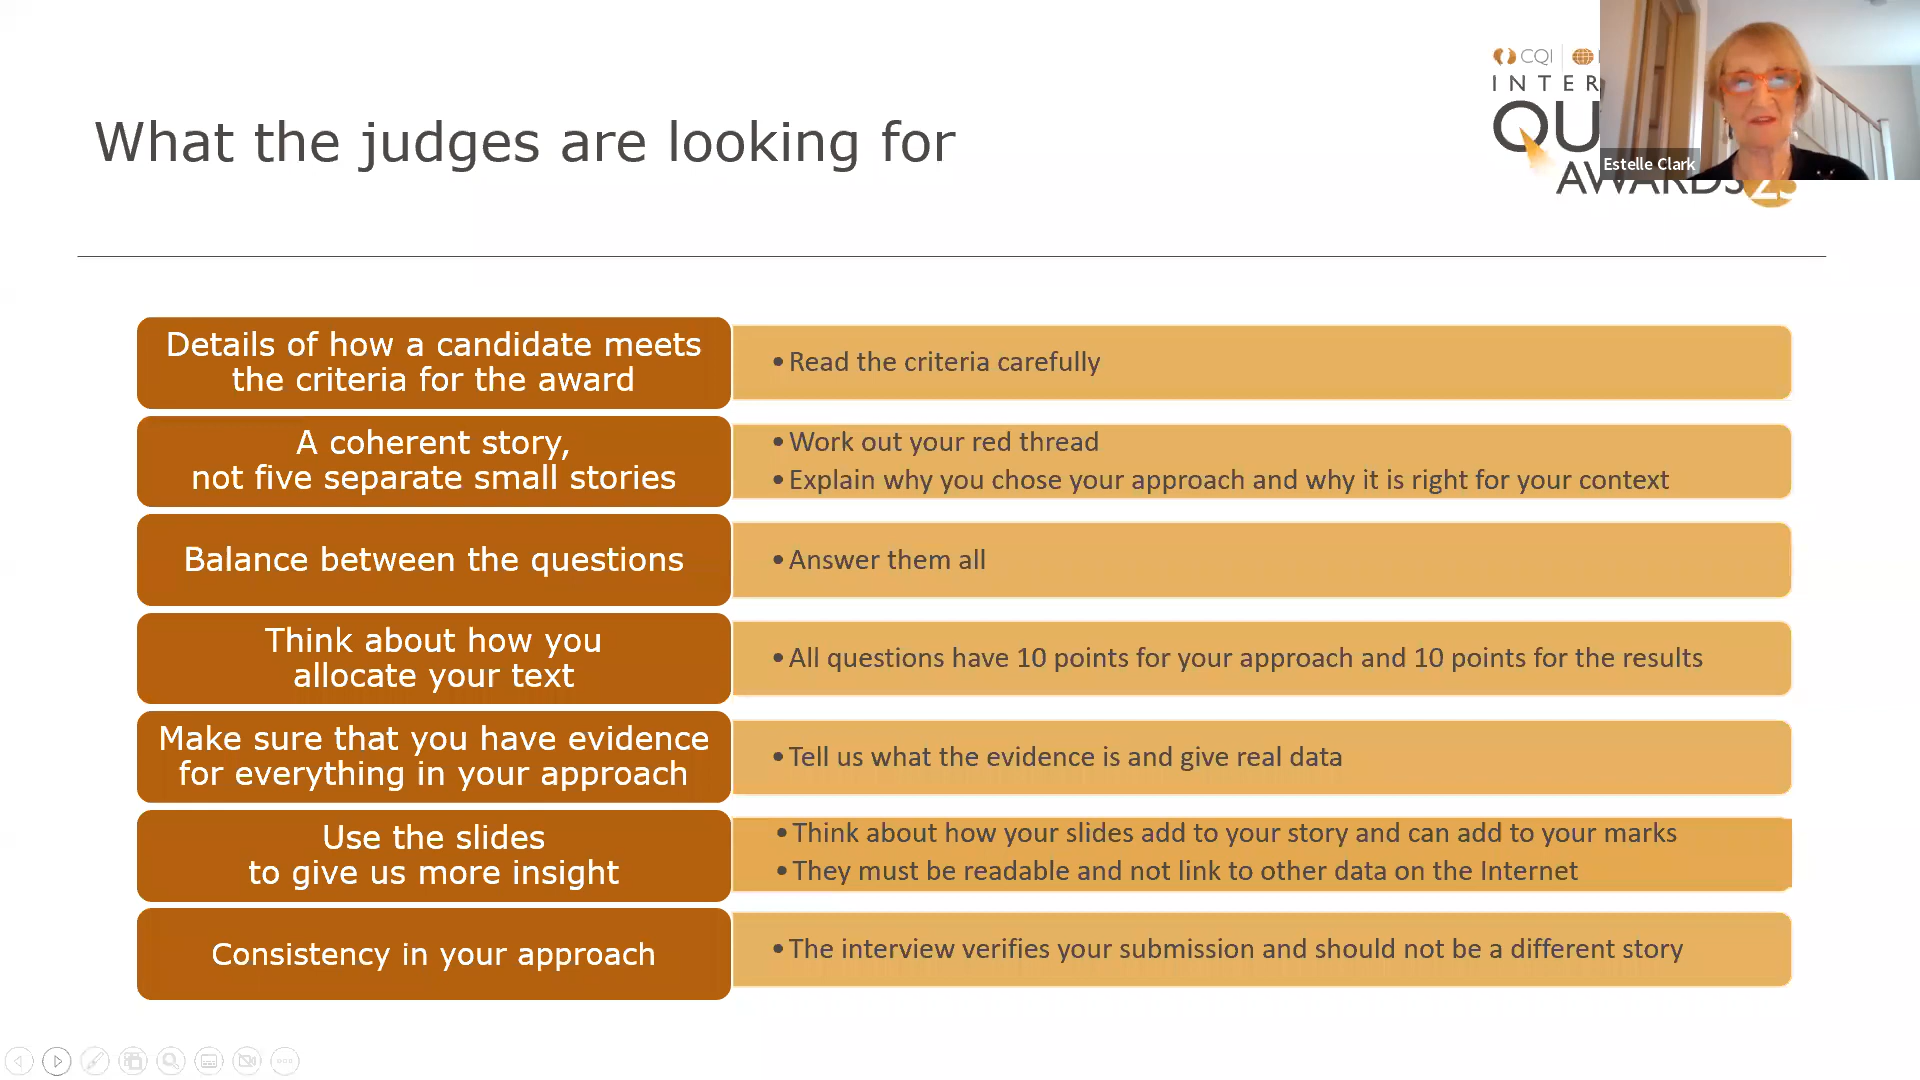 What the judges are looking for
CQI
INTER
QU
AWARDS 25
Estelle Clark
Details of how a candidate meets
the criteria for the award
• Read the criteria carefully
A coherent story,
not five separate small stories
• Work out your red thread
• Explain why you chose your approach and why it is right for your context
Balance between the questions
• Answer them all
Think about how you
allocate your text
• All questions have 10 points for your approach and 10 points for the results
Make sure that you have evidence
for everything in your approach
• Tell us what the evidence is and give real data
Use the slides
to give us more insight
• Think about how your slides add to your story and can add to your marks
• They must be readable and not link to other data on the Internet
Consistency in your approach
• The interview verifies your submission and should not be a different story